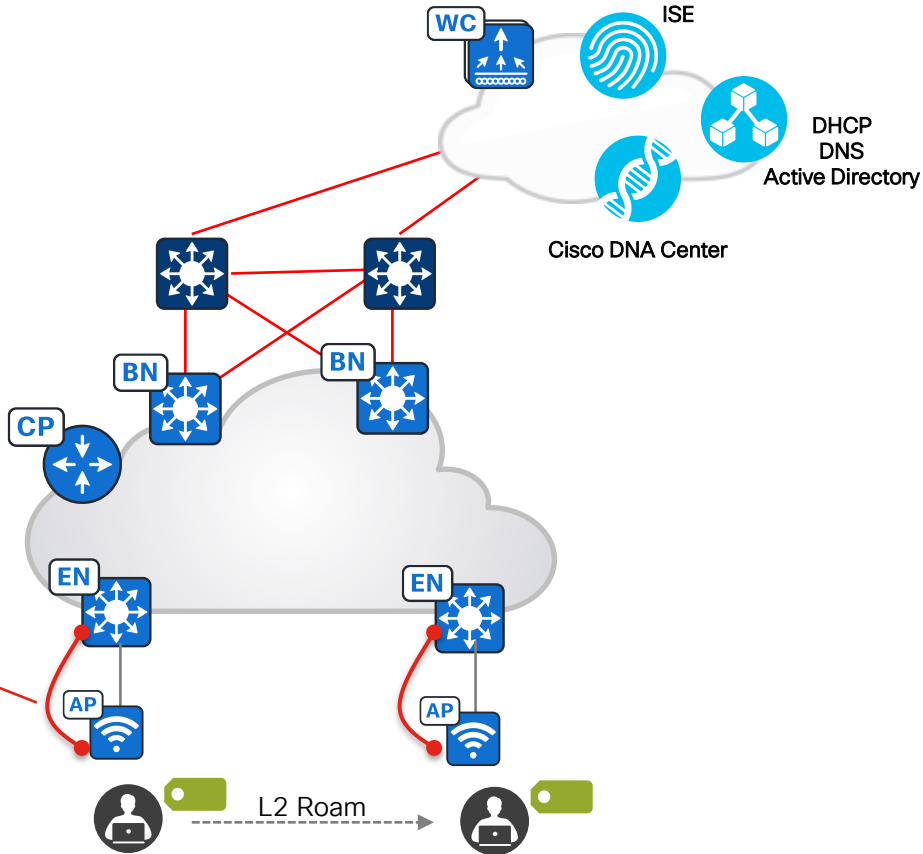 WC
ISE
DHCP
DNS
Active Directory
Cisco DNA Center
BN
BN
CP
EN
EN
AP
AP
L2 Roam